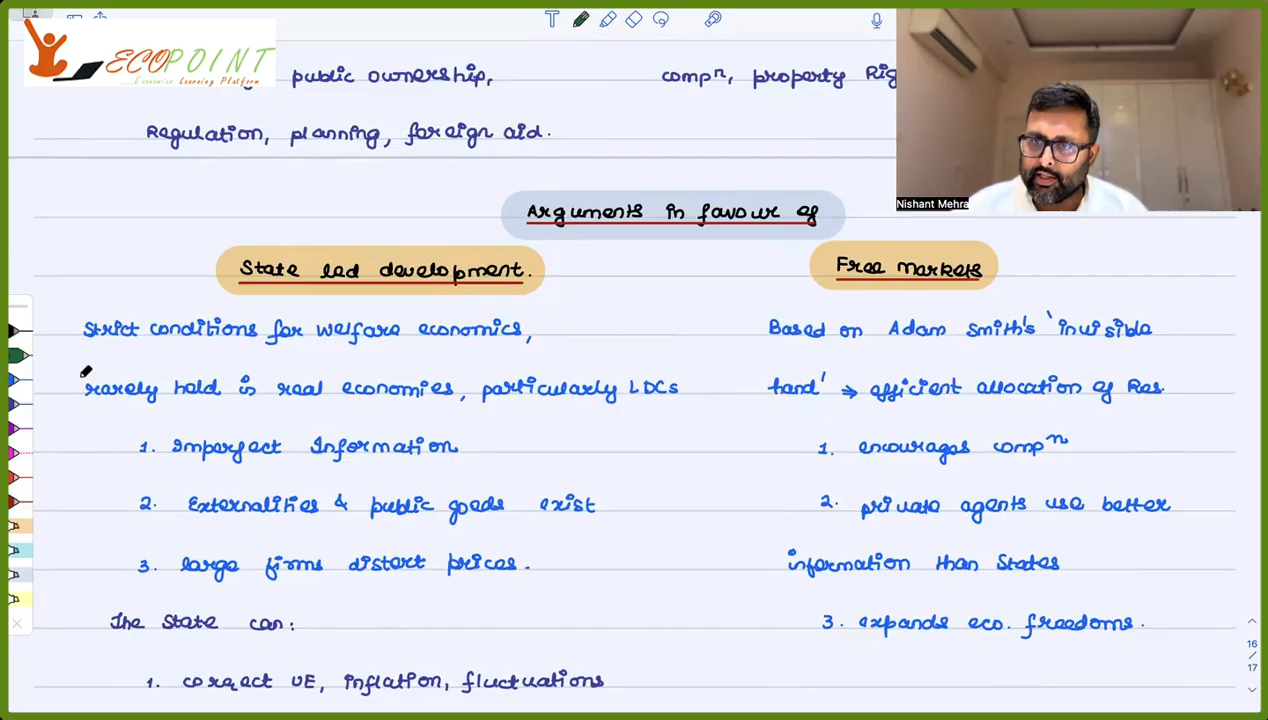 ECOPOINT
.....Economics Learning Platform
public ownership,
compⁿ, property Rig
Regulation, planning, foreign aid.
Nishant Mehra
Arguments in favour of
State led development.
Free markets
Strict conditions for welfare economics,
Based on Adam Smith's 'invisible
rarely hold in real economies, particularly LDCs
hand' → efficient allocation of Res.
1. Imperfect Information
1. encourages compⁿ
2. Externalities & public goods exist
2. private agents use better
3. large firms distort prices.
information than States
The State can:
3. expands eco. freedoms.
1. correct UE, inflation, fluctuations
16
/
17